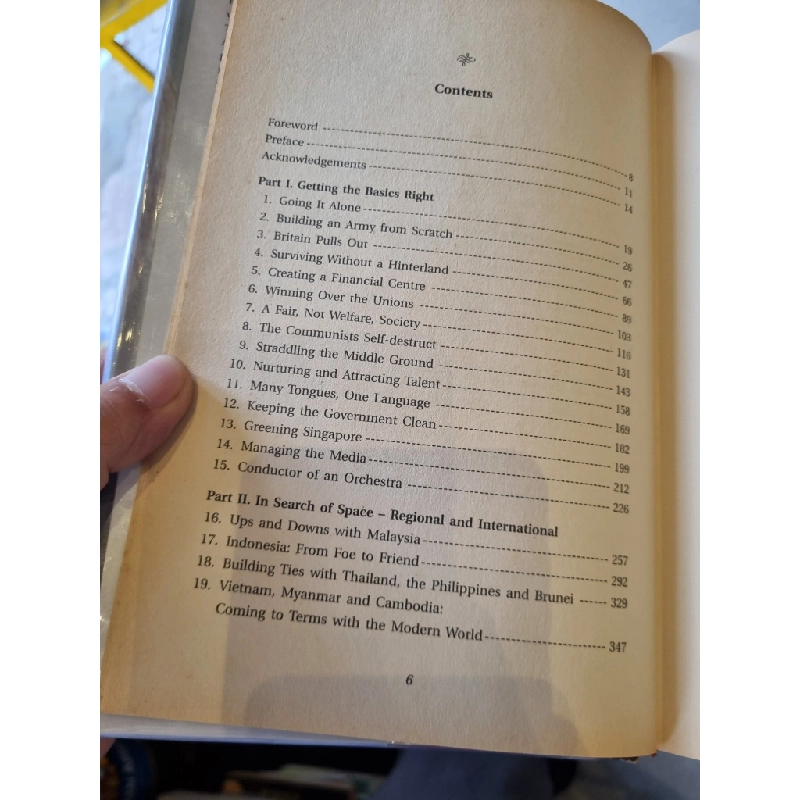 Contents
Foreword 8
Preface 11
Acknowledgements 14
Part I. Getting the Basics Right
1. Going It Alone 19
2. Building an Army from Scratch 26
3. Britain Pulls Out 47
4. Surviving Without a Hinterland 66
5. Creating a Financial Centre 89
6. Winning Over the Unions 103
7. A Fair, Not Welfare, Society 116
8. The Communists Self-destruct 131
9. Straddling the Middle Ground 143
10. Nurturing and Attracting Talent 158
11. Many Tongues, One Language 169
12. Keeping the Government Clean 182
13. Greening Singapore 199
14. Managing the Media 212
15. Conductor of an Orchestra 226
Part II. In Search of Space – Regional and International
16. Ups and Downs with Malaysia 257
17. Indonesia: From Foe to Friend 292
18. Building Ties with Thailand, the Philippines and Brunei 329
19. Vietnam, Myanmar and Cambodia:
Coming to Terms with the Modern World 347
6